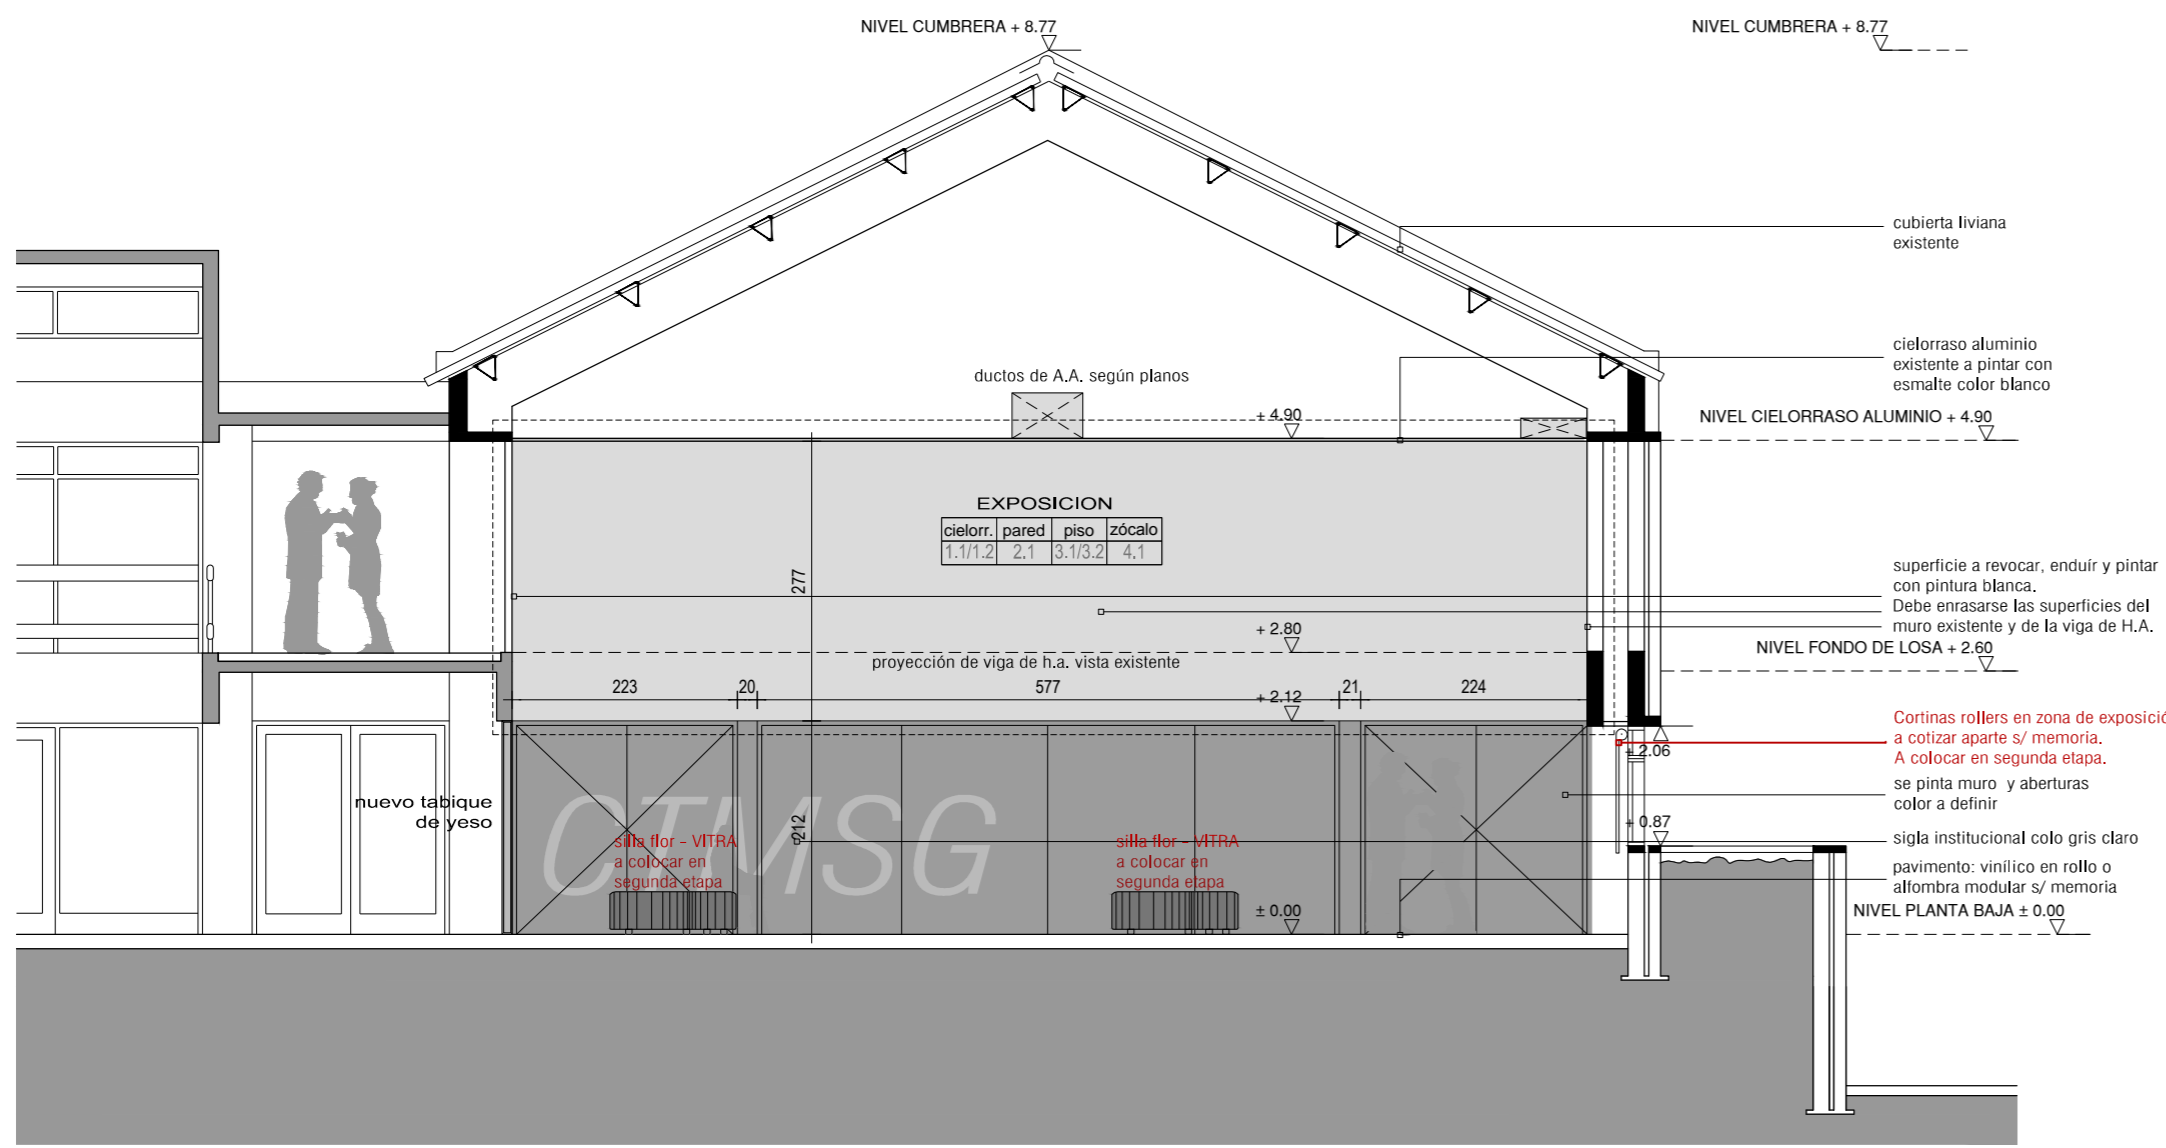 NIVEL CUMBRERA + 8.77
NIVEL CUMBRERA + 8.77
cubierta liviana
existente
cielorraso aluminio
existente a pintar con
esmalte color blanco
ductos de A.A. según planos
+ 4.90
NIVEL CIELORRASO ALUMINIO + 4.90
EXPOSICION
cielorr. pared piso zócalo
1.1/1.2 2.1 3.1/3.2 4.1
277
superficie a revocar, enduír y pintar
con pintura blanca.
Debe enrasarse las superficies del
muro existente y de la viga de H.A.
+ 2.80
NIVEL FONDO DE LOSA + 2.60
proyección de viga de h.a. vista existente
223 20 577 21 224
+ 2.12
Cortinas rollers en zona de exposició
a cotizar aparte s/ memoria.
A colocar en segunda etapa.
+ 2.06
se pinta muro y aberturas
color a definir
nuevo tabique
de yeso
CTMSG
212
silla flor - VITRA
a colocar en
segunda etapa
silla flor - VITRA
a colocar en
segunda etapa
+ 0.87
sigla institucional colo gris claro
pavimento: vinílico en rollo o
alfombra modular s/ memoria
± 0.00
NIVEL PLANTA BAJA ± 0.00